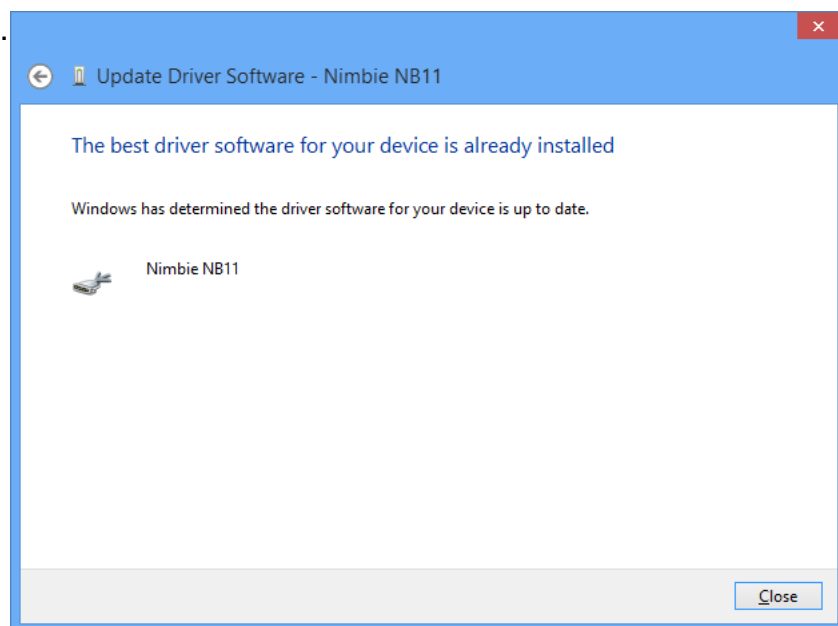 .
Update Driver Software - Nimbie NB11
The best driver software for your device is already installed
Windows has determined the driver software for your device is up to date.
Nimbie NB11
Close